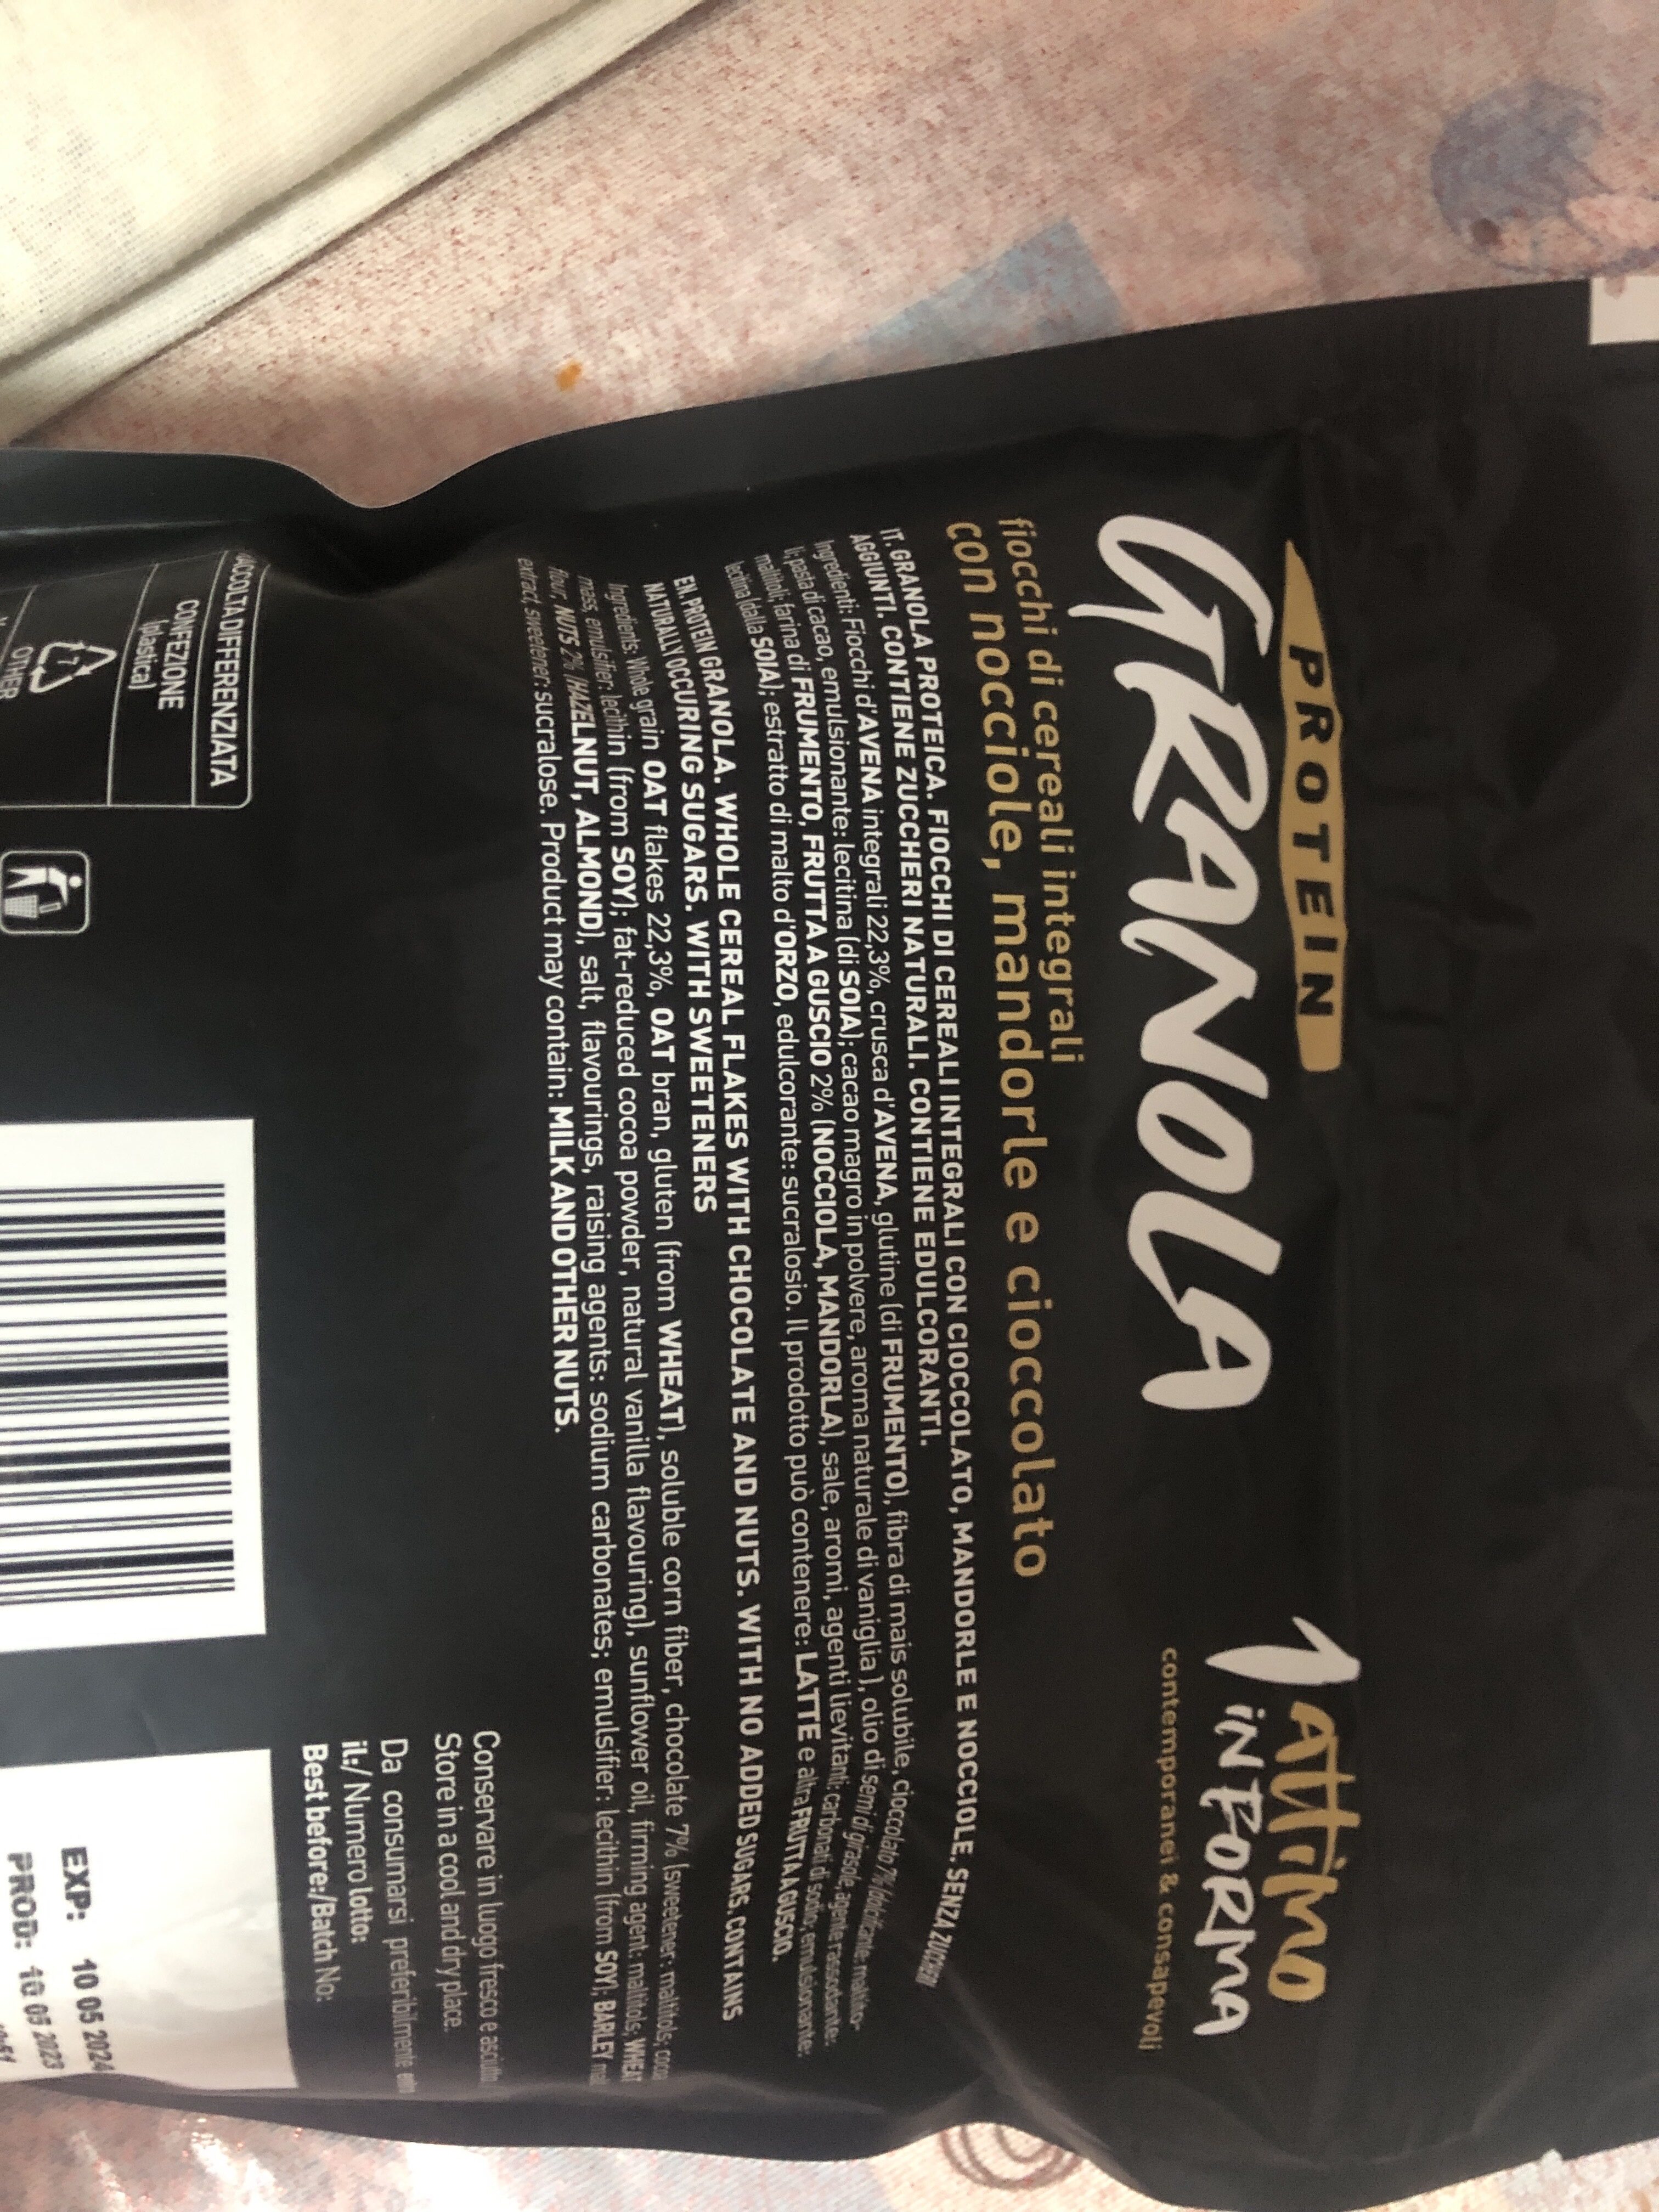 PROTEIN
GRANOLA
1 ATTIMO
IN FORMA
contemporanei & consapevoli
fiocchi di cereali integrali
con nocciole, mandorle e cioccolato
IT. GRANOLA PROTEICA. FIOCCHI DI CEREALI INTEGRALI CON CIOCCOLATO, MANDORLE E NOCCIOLE. SENZA ZUCCHERI
AGGIUNTI. CONTIENE ZUCCHERI NATURALI. CONTIENE EDULCORANTI.
Ingredienti: Fiocchi d'AVENA integrali 22,3%, crusca d'AVENA, glutine (di FRUMENTO), fibra di mais solubile, cioccolato 7% (dolcificante: maltito-
li; pasta di cacao, emulsionante: lecitina (di SOIA); cacao magro in polvere, aroma naturale di vaniglia), olio di semi di girasole, agente rassodante:
maltitoli; farina di FRUMENTO, FRUTTA A GUSCIO 2% (NOCCIOLA, MANDORLA), sale, aromi, agenti lievitanti: carbonati di sodio; emulsionante:
lecitina (dalla SOIA); estratto di malto d'ORZO, edulcorante: sucralosio. Il prodotto può contenere: LATTE e altra FRUTTA A GUSCIO.
EN. PROTEIN GRANOLA. WHOLE CEREAL FLAKES WITH CHOCOLATE AND NUTS. WITH NO ADDED SUGARS. CONTAINS
NATURALLY OCCURING SUGARS. WITH SWEETENERS
Ingredients: Whole grain OAT flakes 22,3%, OAT bran, gluten (from WHEAT), soluble corn fiber, chocolate 7% (sweetener: maltitols; cocoa
mass, emulsifier: lecithin (from SOY); fat-reduced cocoa powder, natural vanilla flavouring), sunflower oil, firming agent: maltitols; WHEAT
flour, NUTS 2% (HAZELNUT, ALMOND), salt, flavourings, raising agents: sodium carbonates; emulsifier: lecithin (from SOY); BARLEY malt
extract, sweetener: sucralose. Product may contain: MILK AND OTHER NUTS.
RACCOLTA DIFFERENZIATA
CONFEZIONE
(plastica)
7
OTHER
Conservare in luogo fresco e asciutto
Store in a cool and dry place.
Da consumarsi preferibilmente entro
il:/ Numero lotto:
Best before:/Batch No:
EXP: 10 05 2024
PROD: 10 05 2023